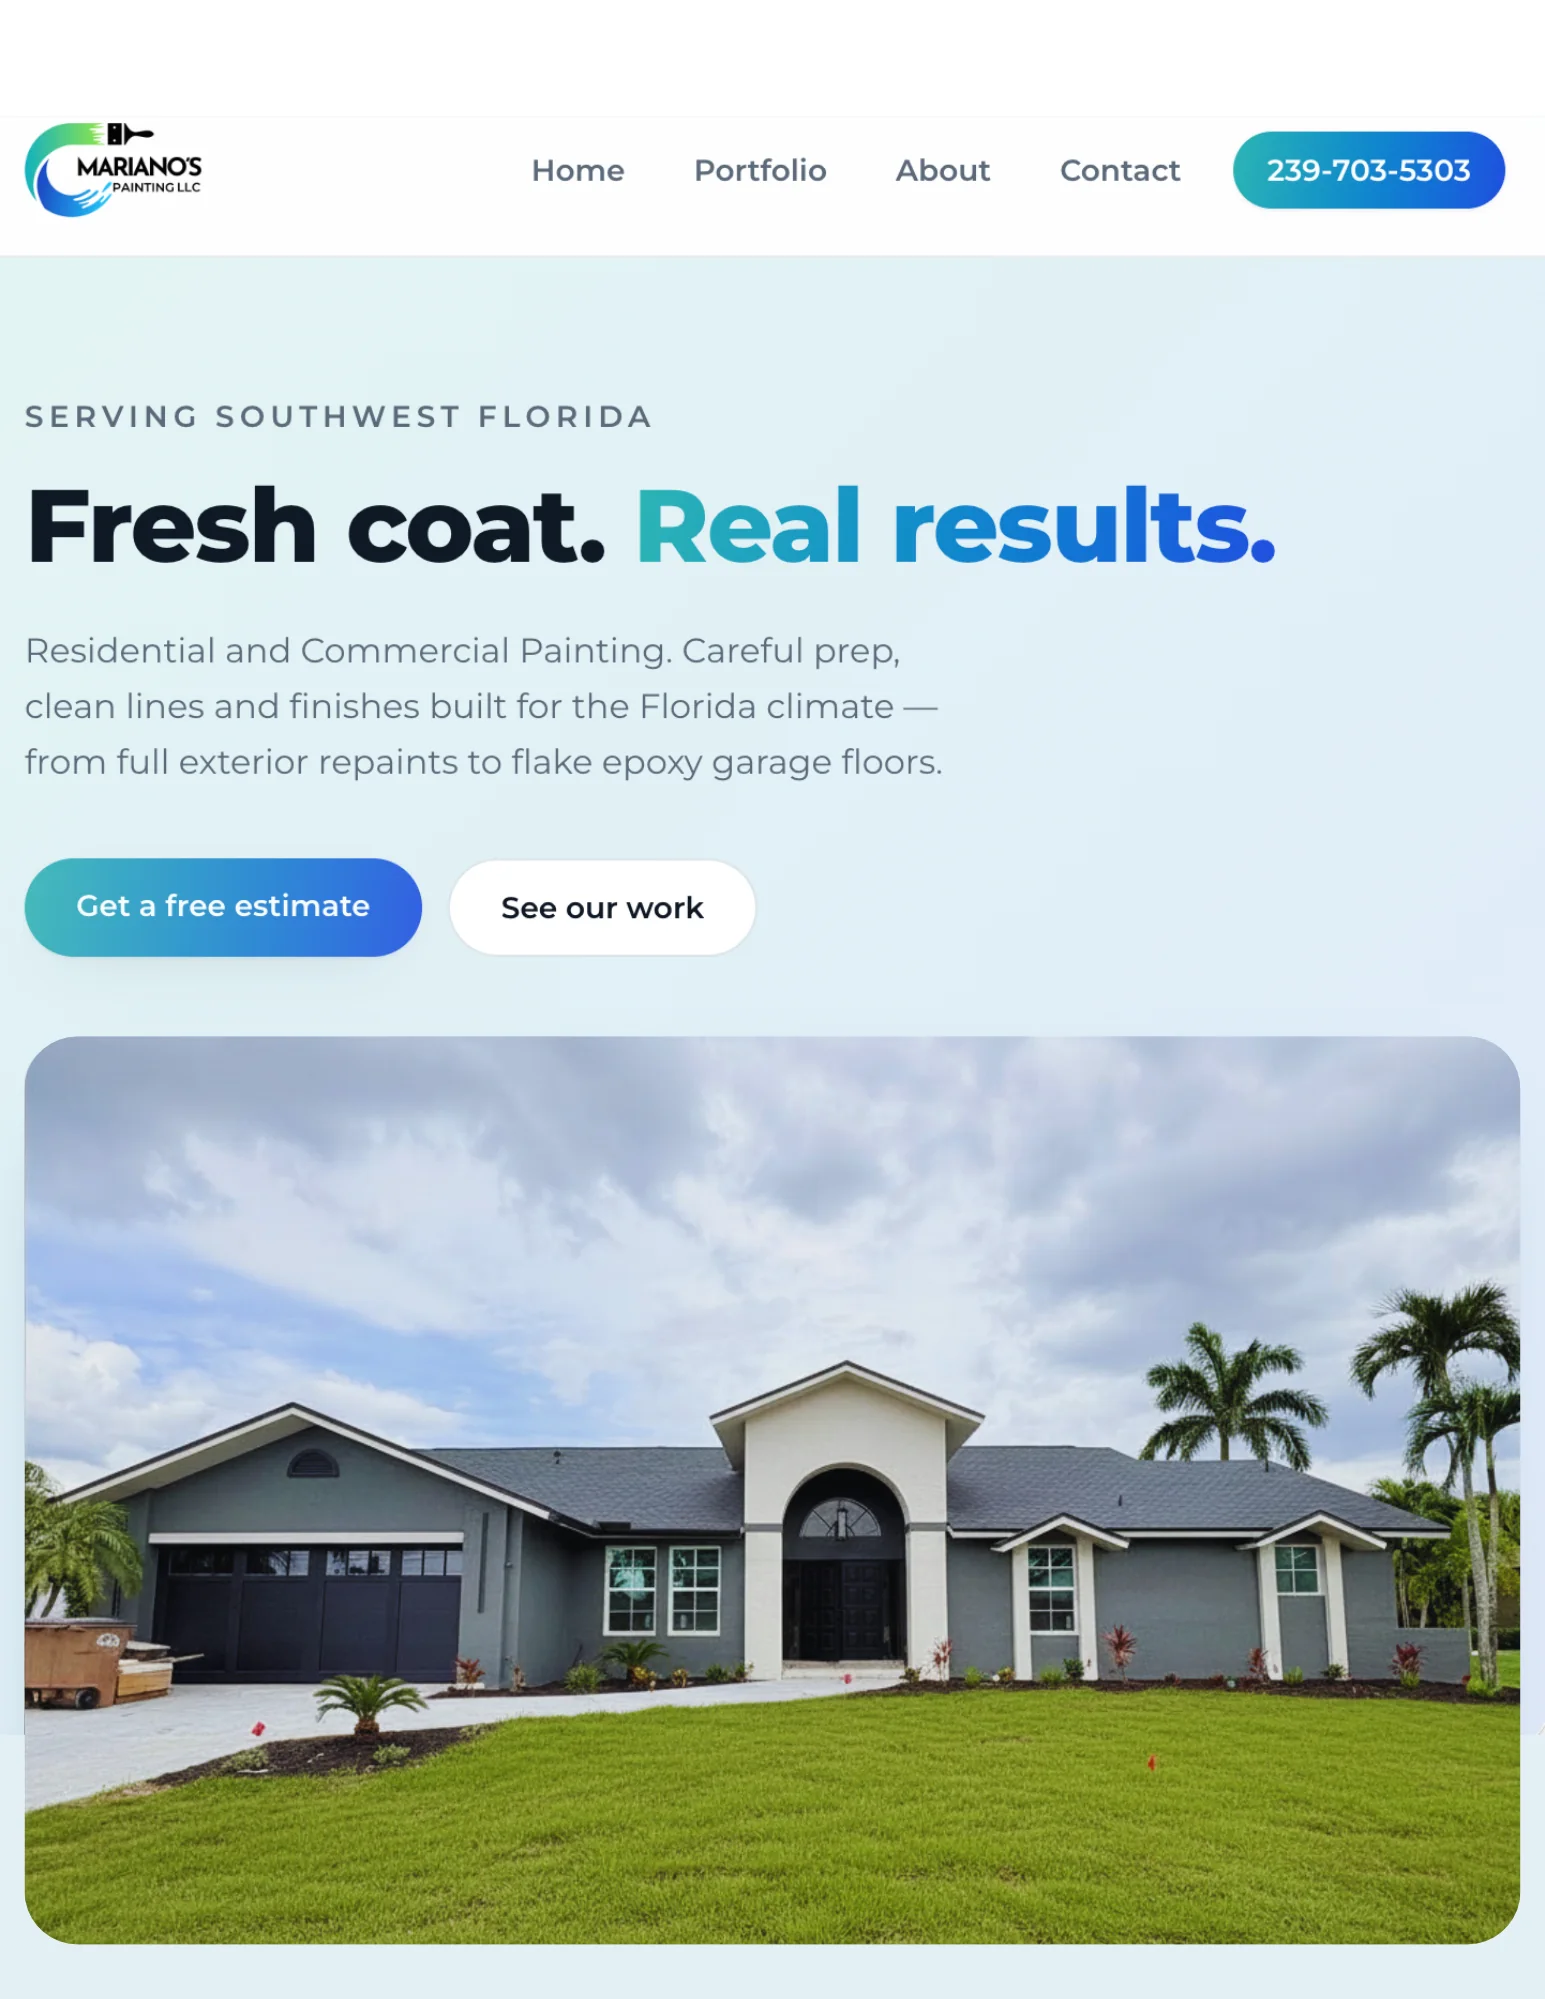 MARIANO'S
PAINTING LLC
Home
Portfolio
About
Contact
239-703-5303
SERVING SOUTHWEST FLORIDA
Fresh coat. Real results.
Residential and Commercial Painting. Careful prep,
clean lines and finishes built for the Florida climate —
from full exterior repaints to flake epoxy garage floors.
Get a free estimate
See our work